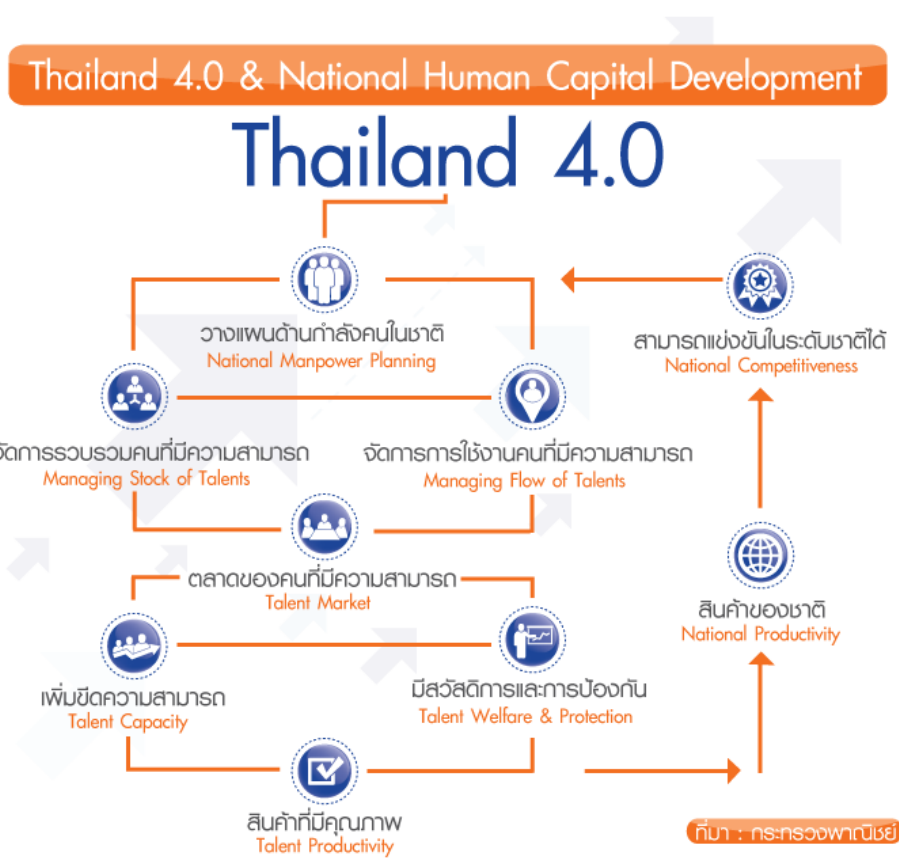 Thailand 4.0 & National Human Capital Development
Thailand 4.0
วางแผนด้านกำลังคนในชาติ
National Manpower Planning
สามารถแข่งขันในระดับชาติได้
National Competitiveness
จัดการรวบรวมคนที่มีความสามารถ
Managing Stock of Talents
จัดการการใช้งานคนที่มีความสามารถ
Managing Flow of Talents
ตลาดของคนที่มีความสามารถ
Talent Market
สินค้าของชาติ
National Productivity
เพิ่มขีดความสามารถ
Talent Capacity
มีสวัสดิการและการป้องกัน
Talent Welfare & Protection
สินค้าที่มีคุณภาพ
Talent Productivity
ที่มา : กระทรวงพาณิชย์